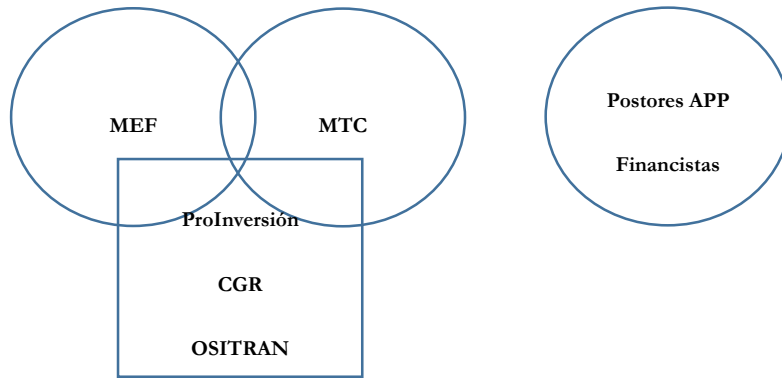 MEF
MTC
Postores APP
Financistas
ProInversión
CGR
OSITRAN